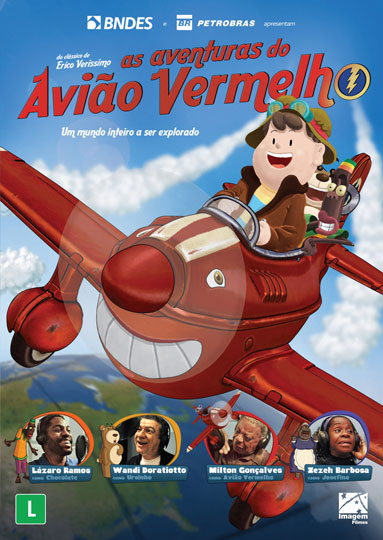 BNDES e BR PETROBRAS apresentam
do clássico de
Erico Veríssimo
as aventuras do
Avião Vermelho
Um mundo inteiro a ser explorado
Lázaro Ramos
como Chocolate
Wandi Doratiotto
como Ursinho
Milton Gonçalves
como Avião Vermelho
Zezeh Barbosa
como Josefina
L
imagem
Filmes